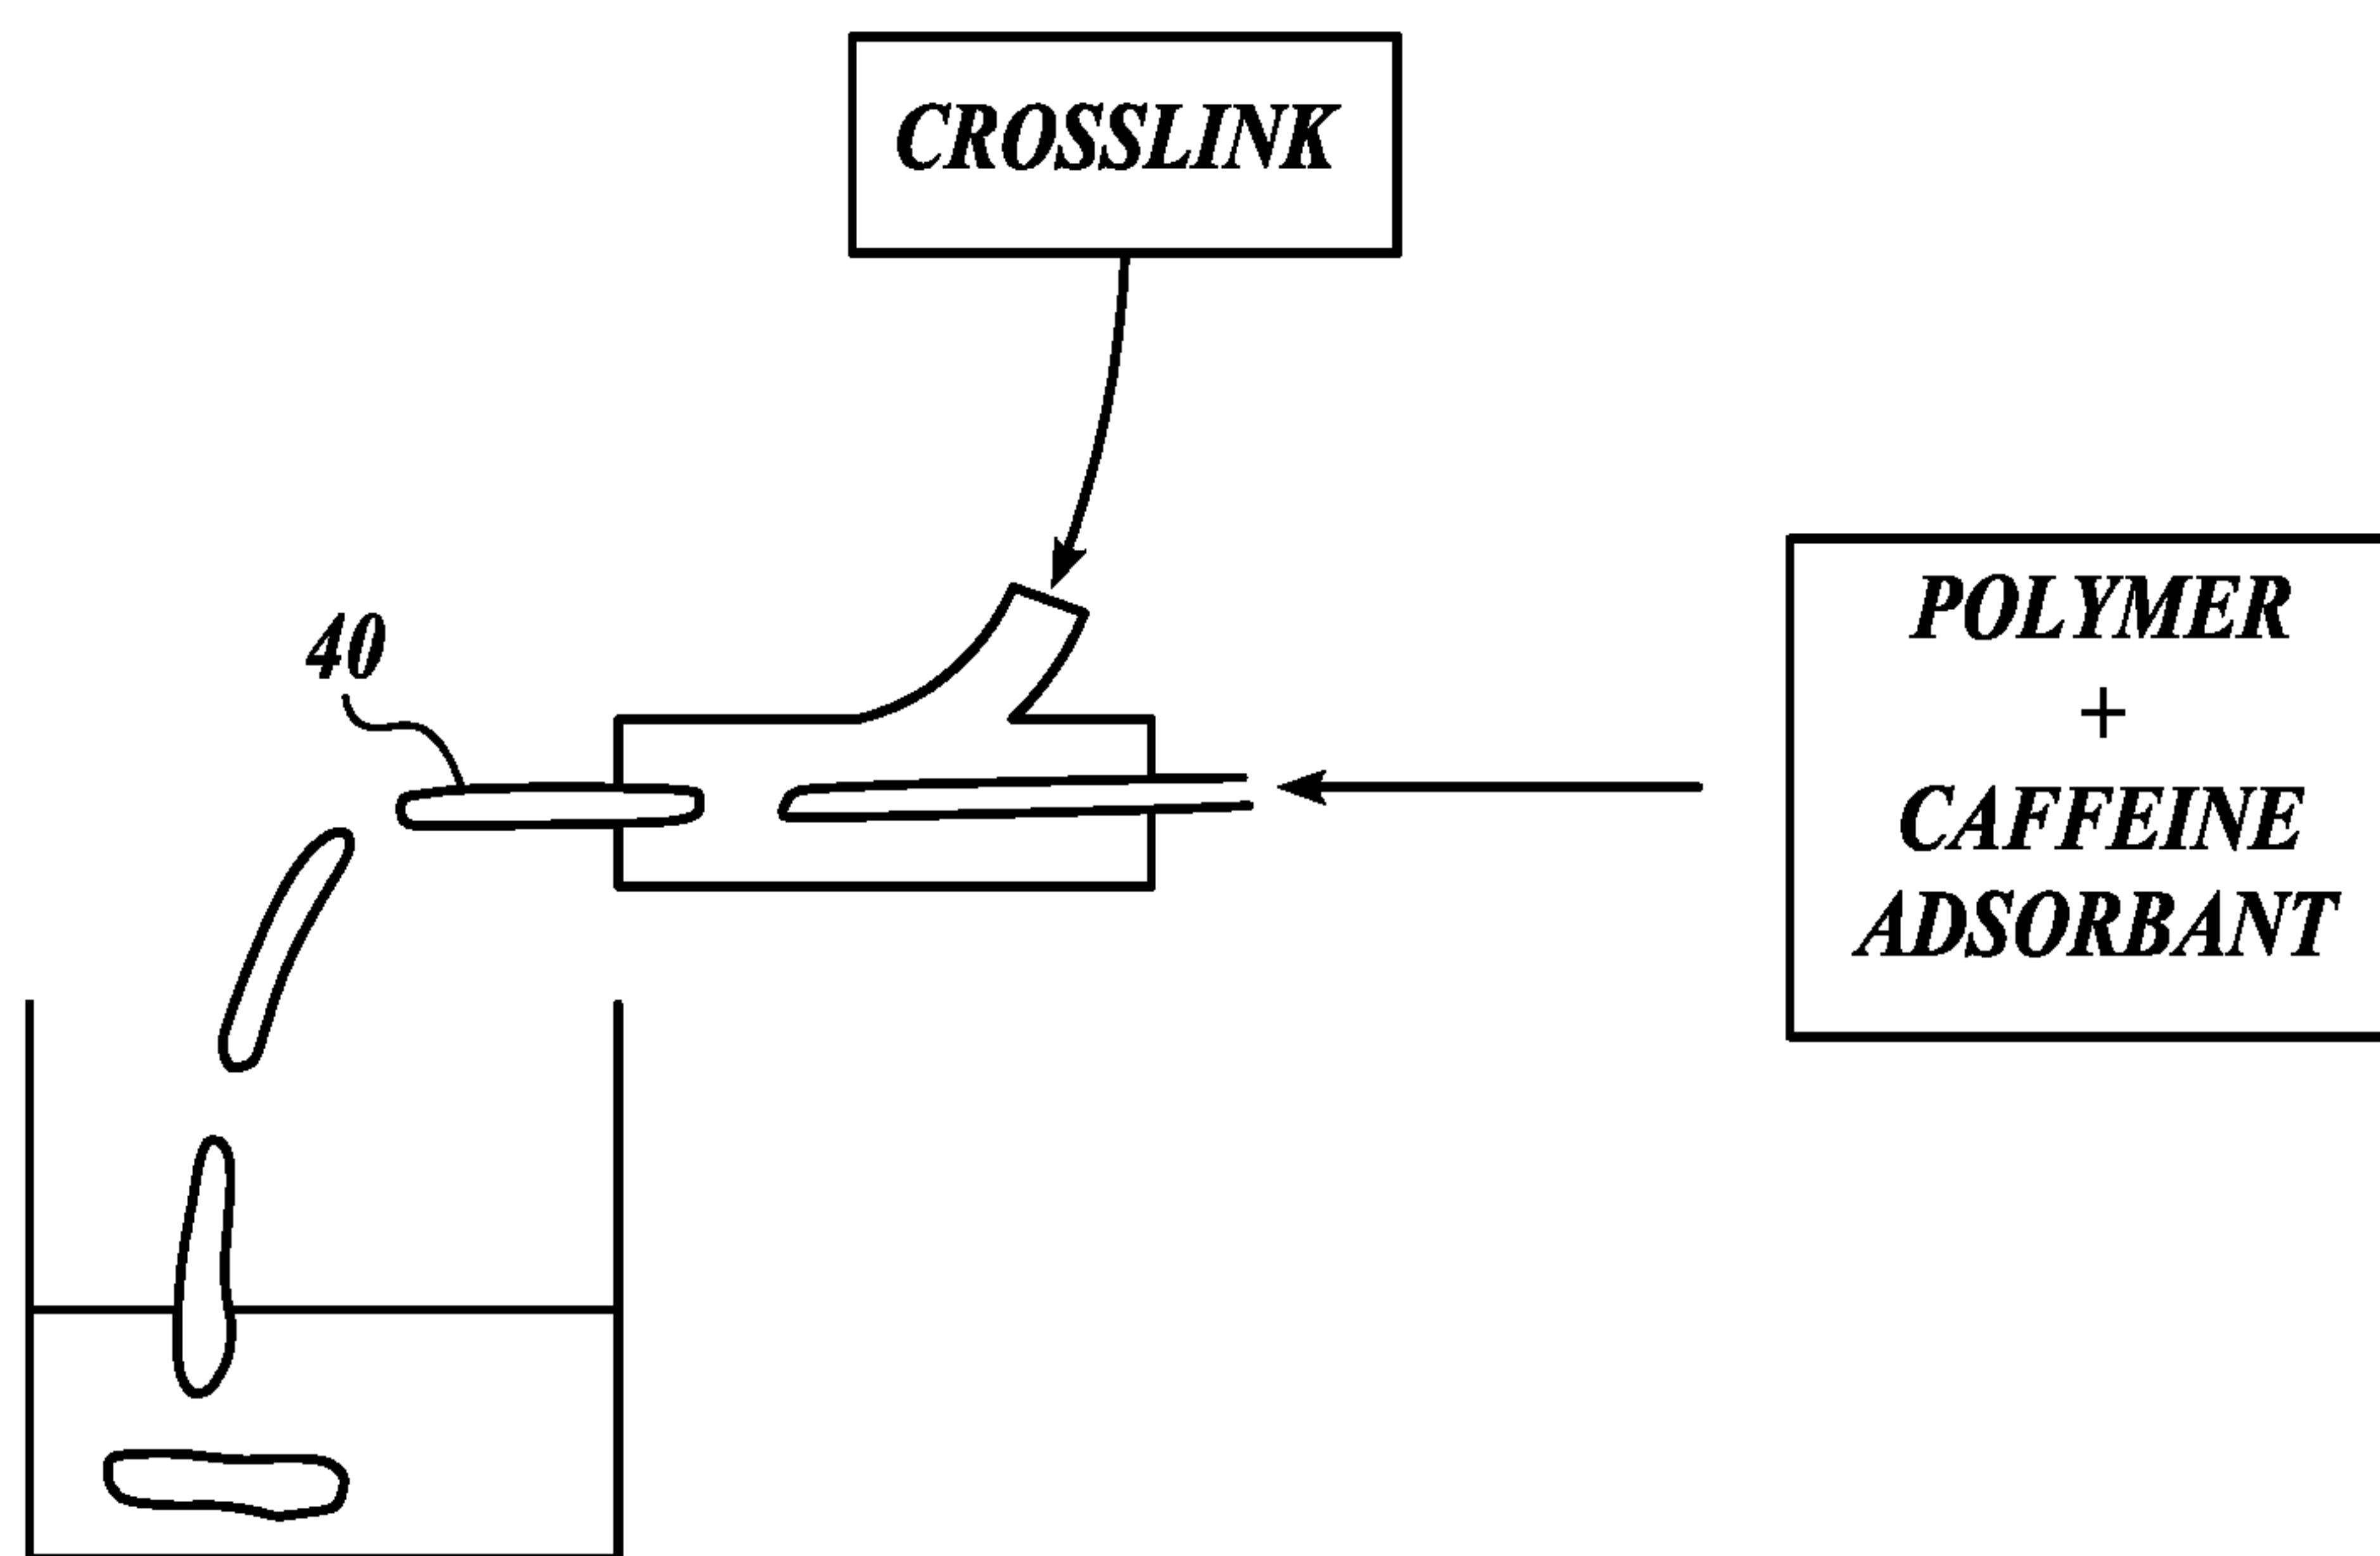 CROSSLINK
40
POLYMER
+
CAFFEINE
ADSORBANT